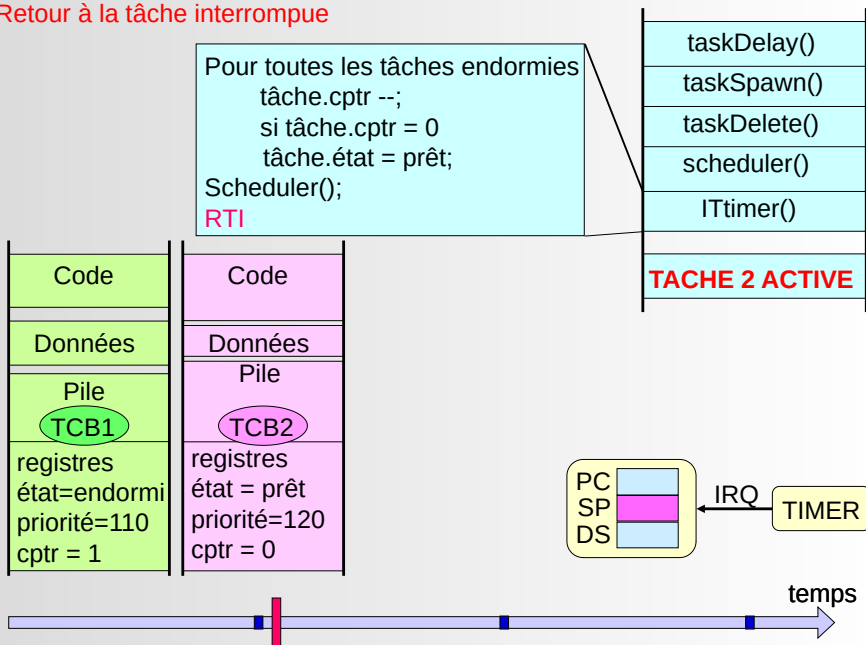 Retour à la tâche interrompue
Pour toutes les tâches endormies
tâche.cptr --;
si tâche.cptr = 0
tâche.état = prêt;
Scheduler();
RTI
taskDelay()
taskSpawn()
taskDelete()
scheduler()
ITtimer()
TACHE 2 ACTIVE
Code
Données
Pile
TCB1
registres
état=endormi
priorité=110
cptr = 1
Code
Données
Pile
TCB2
registres
état = prêt
priorité=120
cptr = 0
PC
SP
DS
IRQ
TIMER
temps